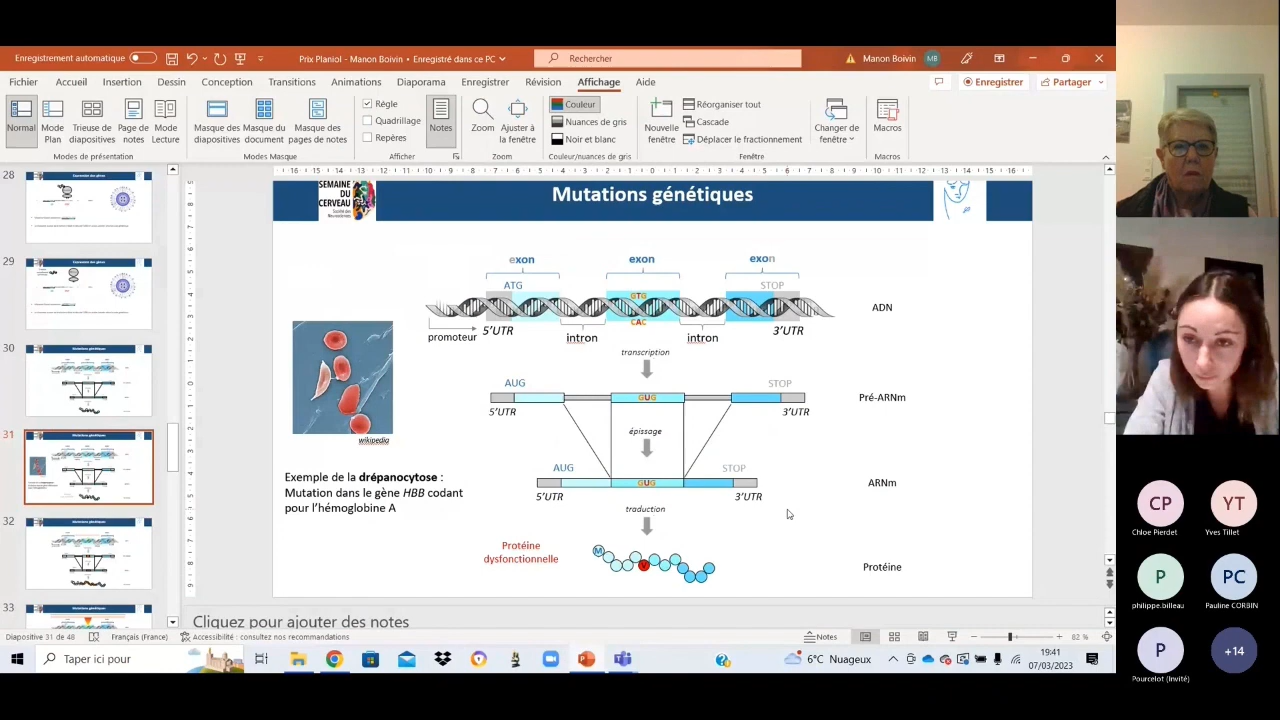 Enregistrement automatique
Prix Planiol - Manon Boivin • Enregistré dans ce PC
Rechercher
Manon Boivin
MB
Fichier Accueil Insertion Dessin Conception Transitions Animations Diaporama Enregistrer Révision Affichage Aide
Enregistrer
Partager
Normal
Mode Plan
Trieuse de diapositives
Page de notes
Mode Lecture
Modes de présentation
Masque des diapositives
Masque du document
Masque des pages de notes
Modes Masque
Règle
Quadrillage
Repères
Afficher
Notes
Zoom
Ajuster à la fenêtre
Zoom
Couleur
Nuances de gris
Noir et blanc
Couleur/nuances de gris
Nouvelle fenêtre
Réorganiser tout
Cascade
Déplacer le fractionnement
Fenêtre
Changer de fenêtre
Macros
Macros
28
29
30
31
32
33
SEMAINE
DU
CERVEAU
Mutations génétiques
exon exon exon
ATG GTG STOP
ADN
CAC
promoteur 5'UTR intron intron 3'UTR
transcription
AUG STOP
GUG
Pré-ARNm
5'UTR 3'UTR
épissage
wikipedia
AUG STOP
GUG
ARNm
5'UTR 3'UTR
Exemple de la drépanocytose :
Mutation dans le gène HBB codant
pour l'hémoglobine A
traduction
Protéine
dysfonctionnelle
M
V
Protéine
Cliquez pour ajouter des notes
Diapositive 31 de 48
Français (France)
Accessibilité : consultez nos recommandations
Notes
82 %
Taper ici pour
6°C Nuageux
19:41
07/03/2023
CP
Chloe Pierdet
YT
Yves Tillet
P
philippe.billeau
PC
Pauline CORBIN
P
Pourcelot (Invité)
+14